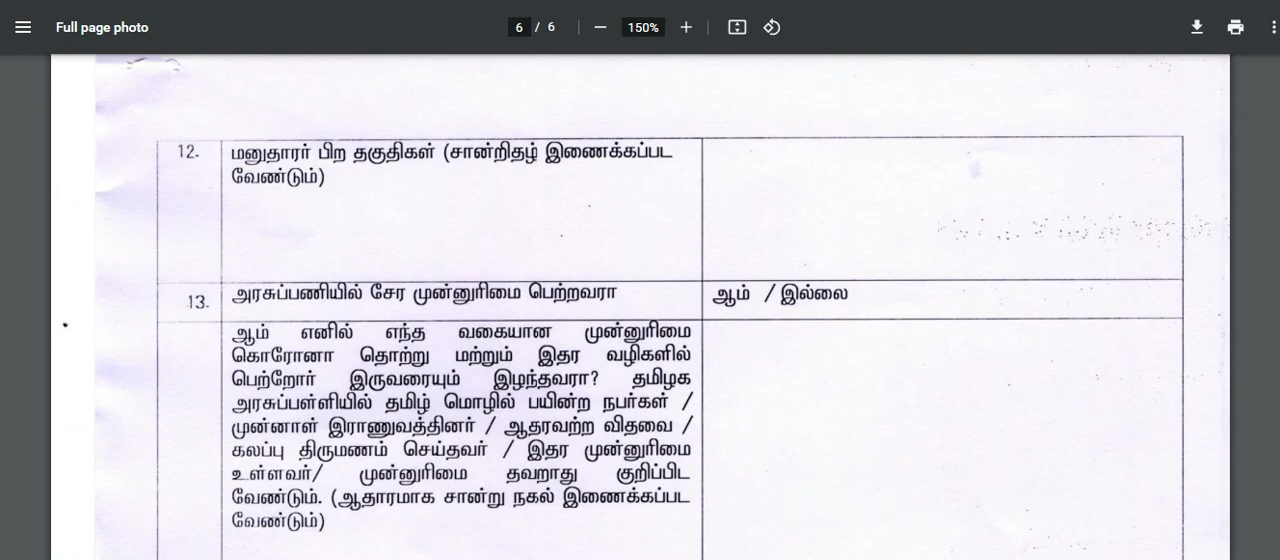 Full page photo
6 / 6
150%
12.
மனுதாரர் பிற தகுதிகள் (சான்றிதழ் இணைக்கப்பட
வேண்டும்)
13.
அரசுப்பணியில் சேர முன்னுரிமை பெற்றவரா
ஆம் / இல்லை
ஆம் எனில் எந்த வகையான முன்னுரிமை
கொரோனா தொற்று மற்றும் இதர வழிகளில்
பெற்றோர் இருவரையும் இழந்தவரா? தமிழக
அரசுப்பள்ளியில் தமிழ் மொழில் பயின்ற நபர்கள் /
முன்னாள் இராணுவத்தினர் / ஆதரவற்ற விதவை /
கலப்பு திருமணம் செய்தவர் / இதர முன்னுரிமை
உள்ளவர்/ முன்னுரிமை தவறாது குறிப்பிட
வேண்டும். (ஆதாரமாக சான்று நகல் இணைக்கப்பட
வேண்டும்)